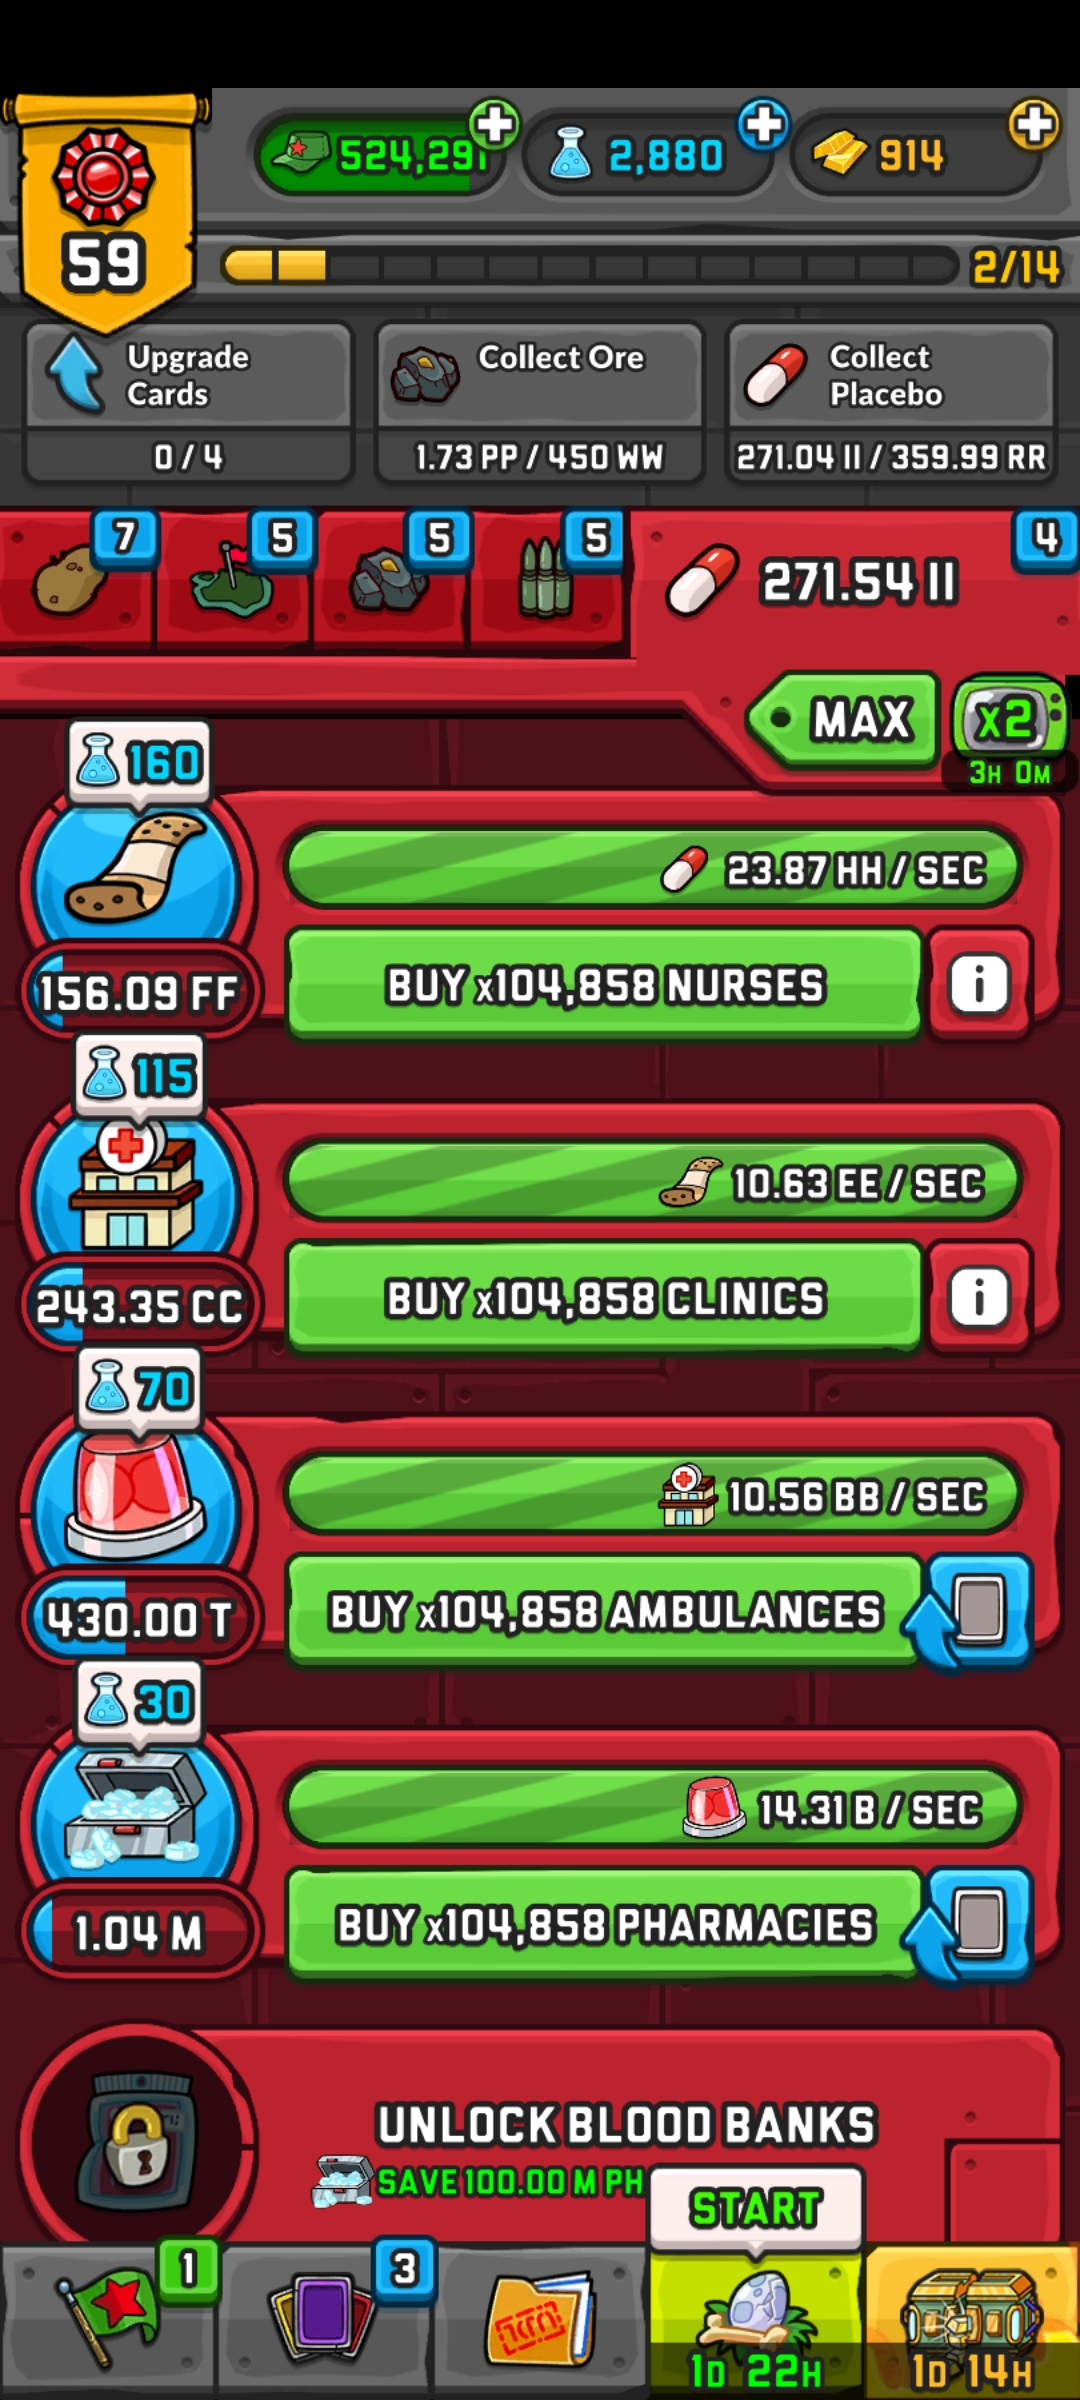 524,291
2,880
914
59
2/14
Upgrade
Cards
0 / 4
Collect Ore
1.73 PP / 450 WW
Collect
Placebo
271.04 II / 359.99 RR
7
5
5
5
271.54 II
4
MAX
x2
3H 0M
160
23.87 HH / SEC
156.09 FF
BUY x104,858 NURSES
i
115
10.63 EE / SEC
243.35 CC
BUY x104,858 CLINICS
i
70
10.56 BB / SEC
430.00 T
BUY x104,858 AMBULANCES
30
14.31 B / SEC
1.04 M
BUY x104,858 PHARMACIES
UNLOCK BLOOD BANKS
SAVE 100.00 M PH
START
1
3
1D 22H
1D 14H